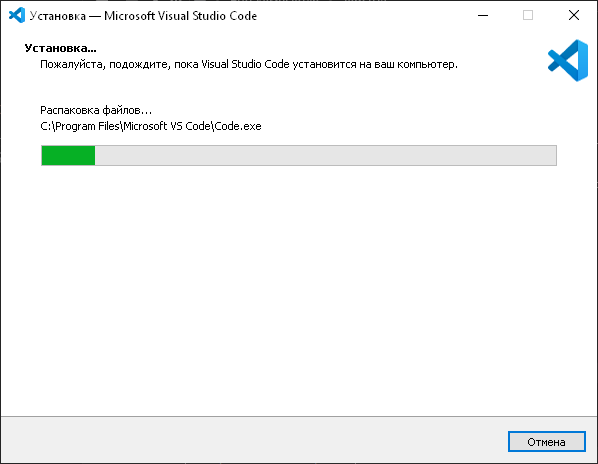 Установка — Microsoft Visual Studio Code
Установка...
Пожалуйста, подождите, пока Visual Studio Code установится на ваш компьютер.
Распаковка файлов...
C:\Program Files\Microsoft VS Code\Code.exe
Отмена